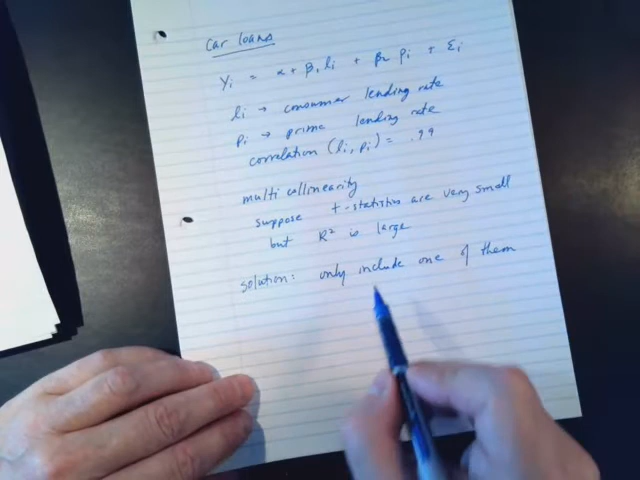 Car loans
Yi = α + β1 li + β2 pi + Σi
li → consumer lending rate
pi → prime lending rate
correlation (li, pi) = .99
multi collinearity
suppose t-statistics are very small
but R² is large
solution: only include one of them